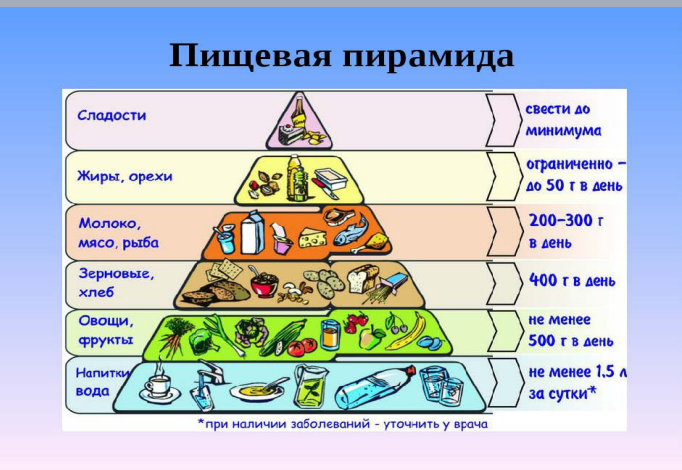 Пищевая пирамида
Сладости
свести до
минимума
Жиры, орехи
ограниченно –
до 50 г в день
Молоко,
мясо, рыба
200–300 г
в день
Зерновые,
хлеб
400 г в день
Овощи,
фрукты
не менее
500 г в день
Напитки
вода
не менее 1,5 л
за сутки*
*при наличии заболеваний - уточнить у врача